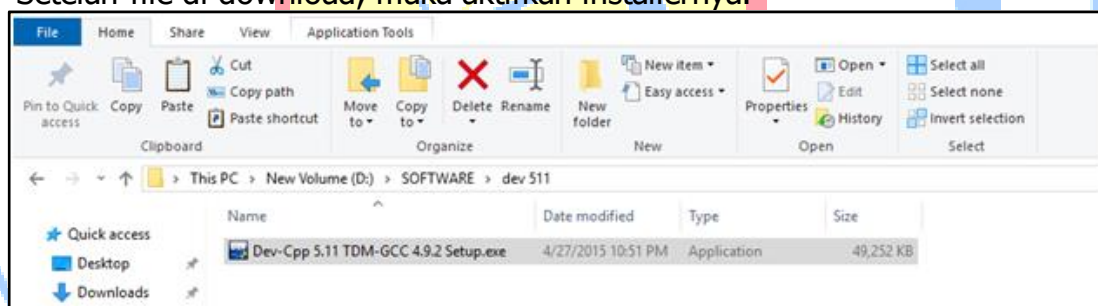 Setelah file di download, maka aktifkan installernya.
File Home Share View Application Tools
Pin to Quick access
Copy
Paste
Cut
Copy path
Paste shortcut
Clipboard
Move to
Copy to
Delete
Rename
Organize
New folder
New item
Easy access
New
Properties
Open
Edit
History
Open
Select all
Select none
Invert selection
Select
This PC > New Volume (D:) > SOFTWARE > dev 511
Name Date modified Type Size
Quick access
Dev-Cpp 5.11 TDM-GCC 4.9.2 Setup.exe 4/27/2015 10:51 PM Application 49,252 KB
Desktop
Downloads